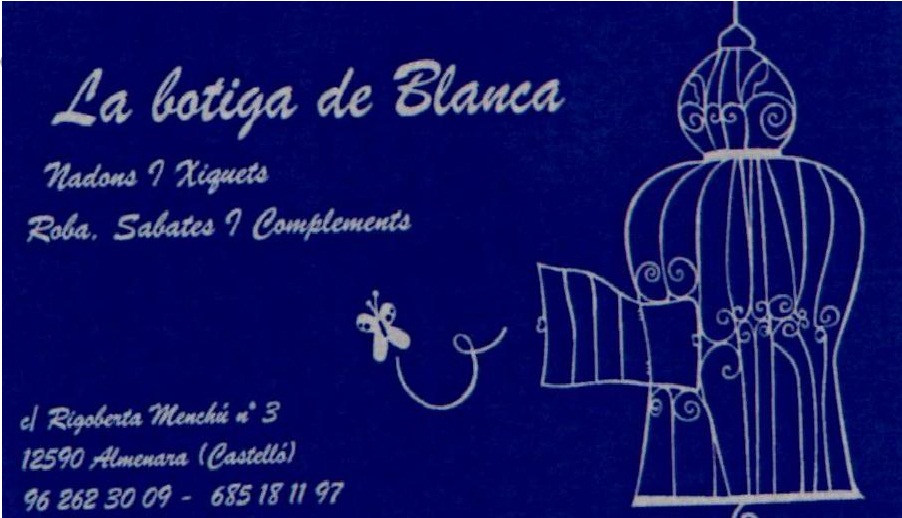 La botiga de Blanca
Nadons I Xiquets
Roba, Sabates I Complements
c/ Rigoberta Menchú nº 3
12590 Almenara (Castelló)
96 262 30 09 - 685 18 11 97